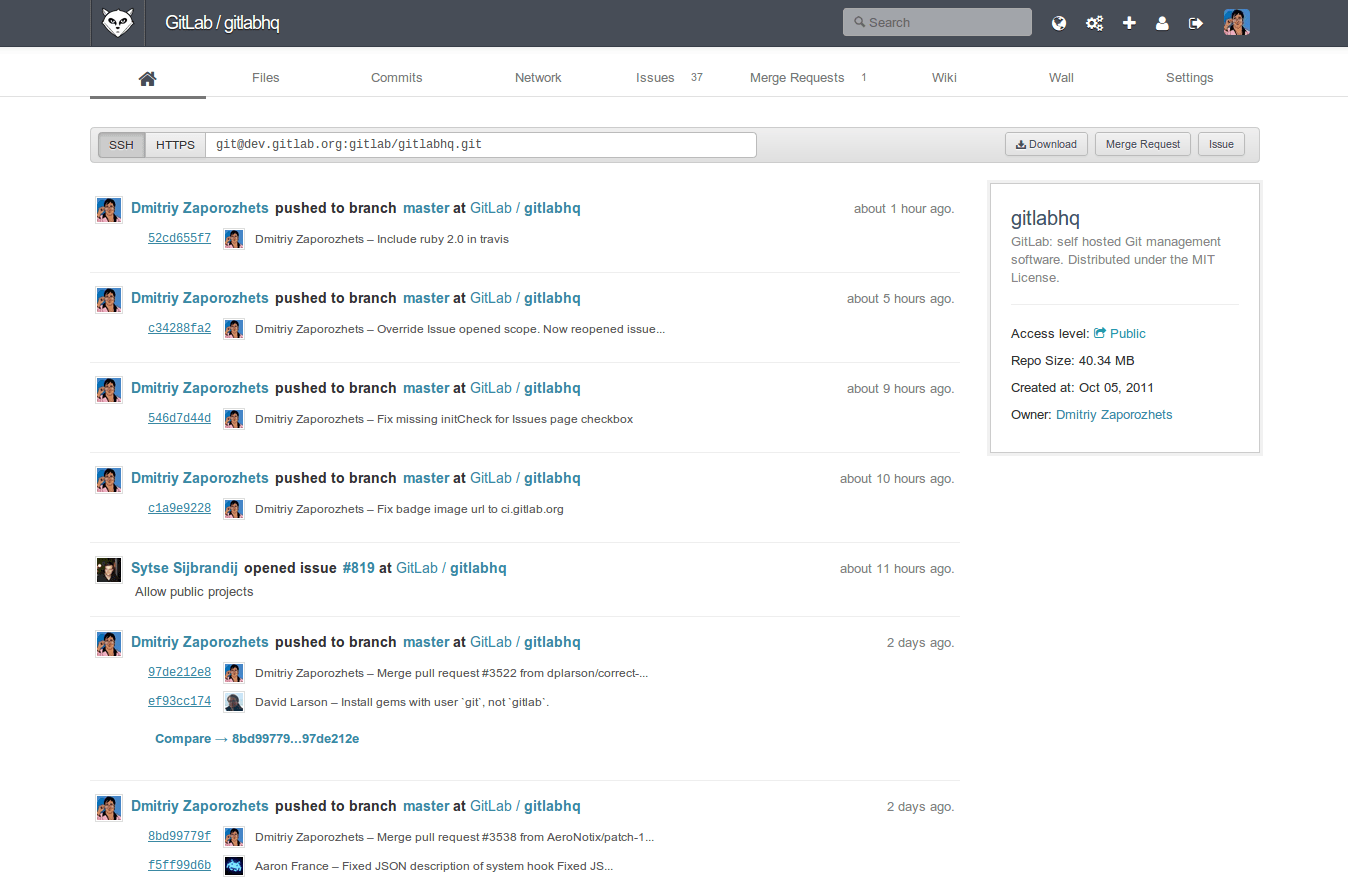 GitLab / gitlabhq
Search
Files Commits Network Issues 37 Merge Requests 1 Wiki Wall Settings
SSH HTTPS git@dev.gitlab.org:gitlab/gitlabhq.git Download Merge Request Issue
Dmitriy Zaporozhets pushed to branch master at GitLab / gitlabhq about 1 hour ago.
52cd655f7 Dmitriy Zaporozhets – Include ruby 2.0 in travis
Dmitriy Zaporozhets pushed to branch master at GitLab / gitlabhq about 5 hours ago.
c34288fa2 Dmitriy Zaporozhets – Override Issue opened scope. Now reopened issue...
Dmitriy Zaporozhets pushed to branch master at GitLab / gitlabhq about 9 hours ago.
546d7d44d Dmitriy Zaporozhets – Fix missing initCheck for Issues page checkbox
Dmitriy Zaporozhets pushed to branch master at GitLab / gitlabhq about 10 hours ago.
c1a9e9228 Dmitriy Zaporozhets – Fix badge image url to ci.gitlab.org
Sytse Sijbrandij opened issue #819 at GitLab / gitlabhq about 11 hours ago.
Allow public projects
Dmitriy Zaporozhets pushed to branch master at GitLab / gitlabhq 2 days ago.
97de212e8 Dmitriy Zaporozhets – Merge pull request #3522 from dplarson/correct-...
ef93cc174 David Larson – Install gems with user `git`, not `gitlab`.
Compare → 8bd99779...97de212e
Dmitriy Zaporozhets pushed to branch master at GitLab / gitlabhq 2 days ago.
8bd99779f Dmitriy Zaporozhets – Merge pull request #3538 from AeroNotix/patch-1...
f5ff99d6b Aaron France – Fixed JSON description of system hook Fixed JS...
gitlabhq
GitLab: self hosted Git management
software. Distributed under the MIT
License.
Access level: Public
Repo Size: 40.34 MB
Created at: Oct 05, 2011
Owner: Dmitriy Zaporozhets